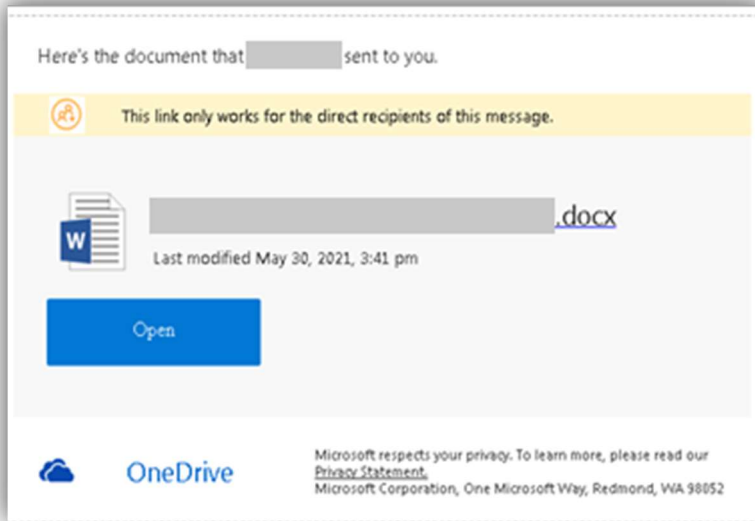 Here's the document that sent to you.
This link only works for the direct recipients of this message.
W
.docx
Last modified May 30, 2021, 3:41 pm
Open
OneDrive
Microsoft respects your privacy. To learn more, please read our
Privacy Statement.
Microsoft Corporation, One Microsoft Way, Redmond, WA 98052